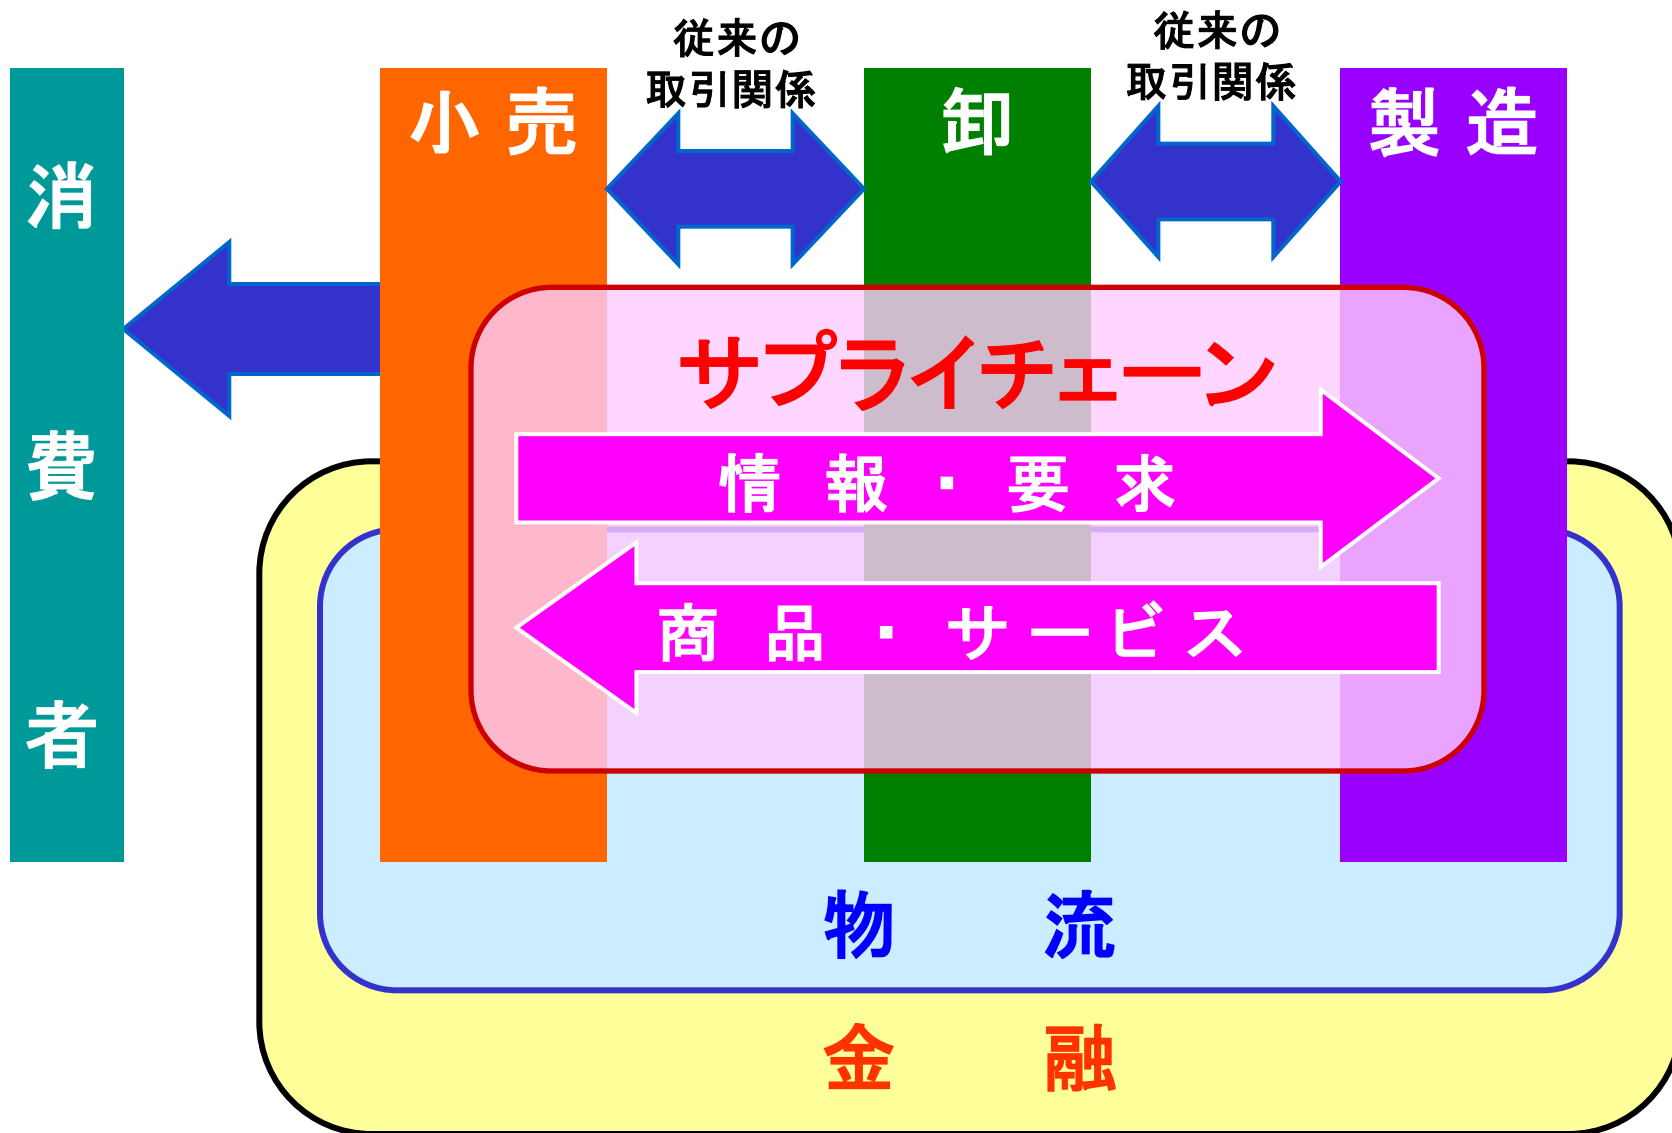 従来の
取引関係
従来の
取引関係
消費者
小売
卸
製造
サプライチェーン
情報・要求
商品・サービス
物流
金融